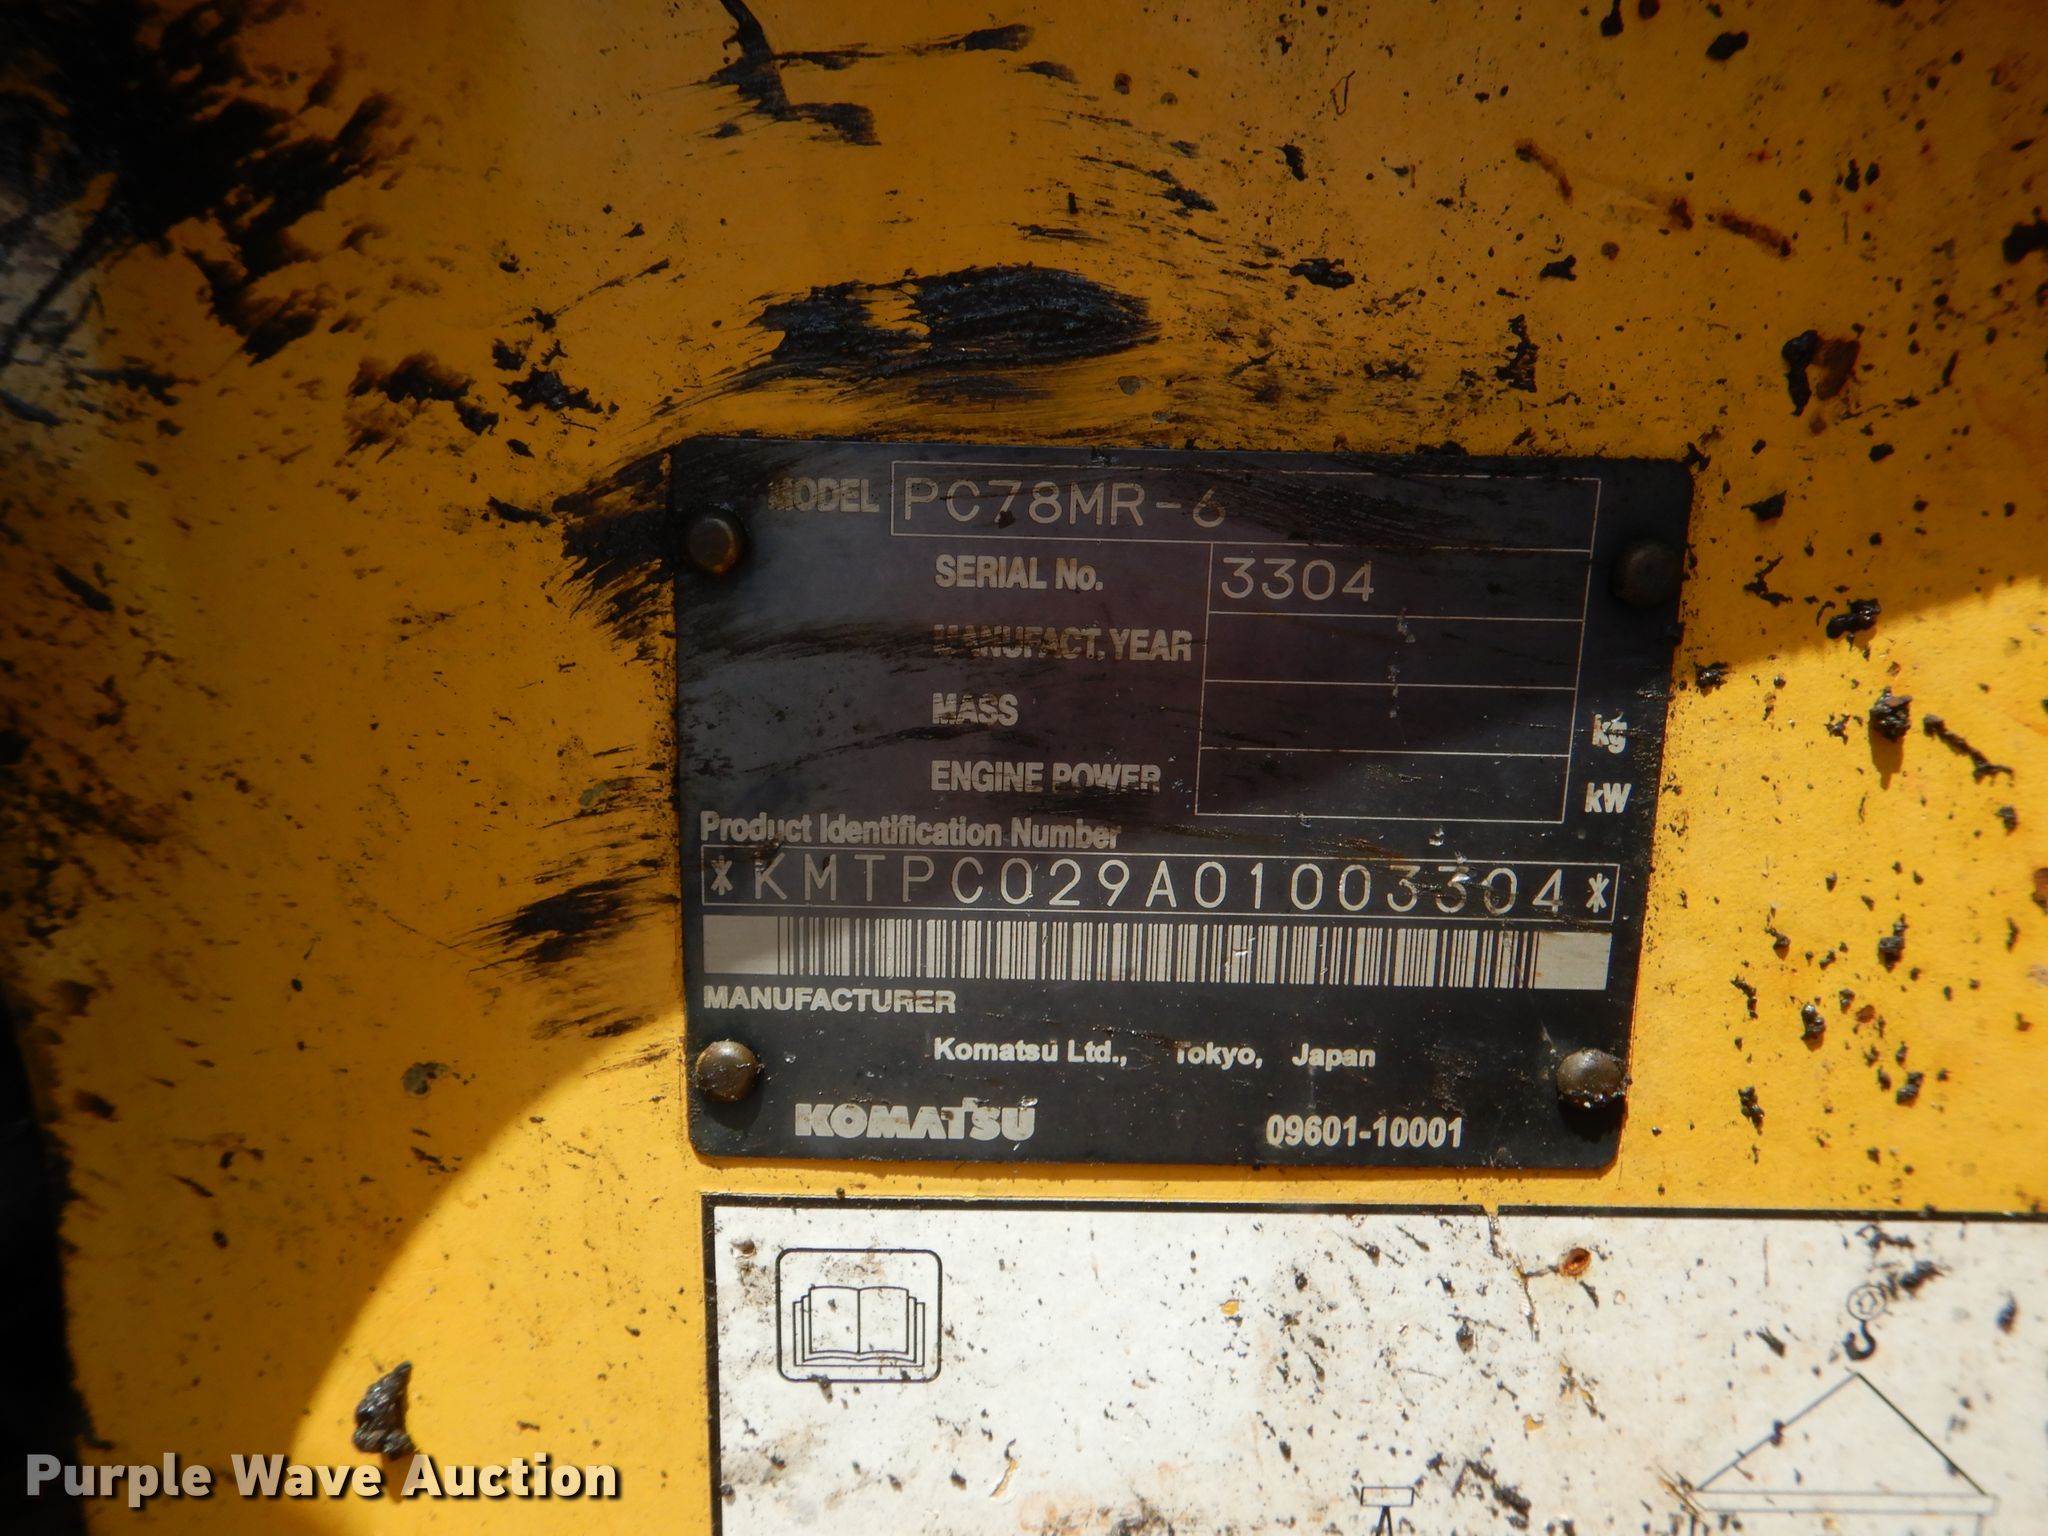 MODEL PC78MR-6
SERIAL No. 3304
MANUFACT. YEAR
MASS kg
ENGINE POWER kW
Product Identification Number
*KMTPC029A01003304*
MANUFACTURER
Komatsu Ltd., Tokyo, Japan
KOMATSU 09601-10001
Purple Wave Auction